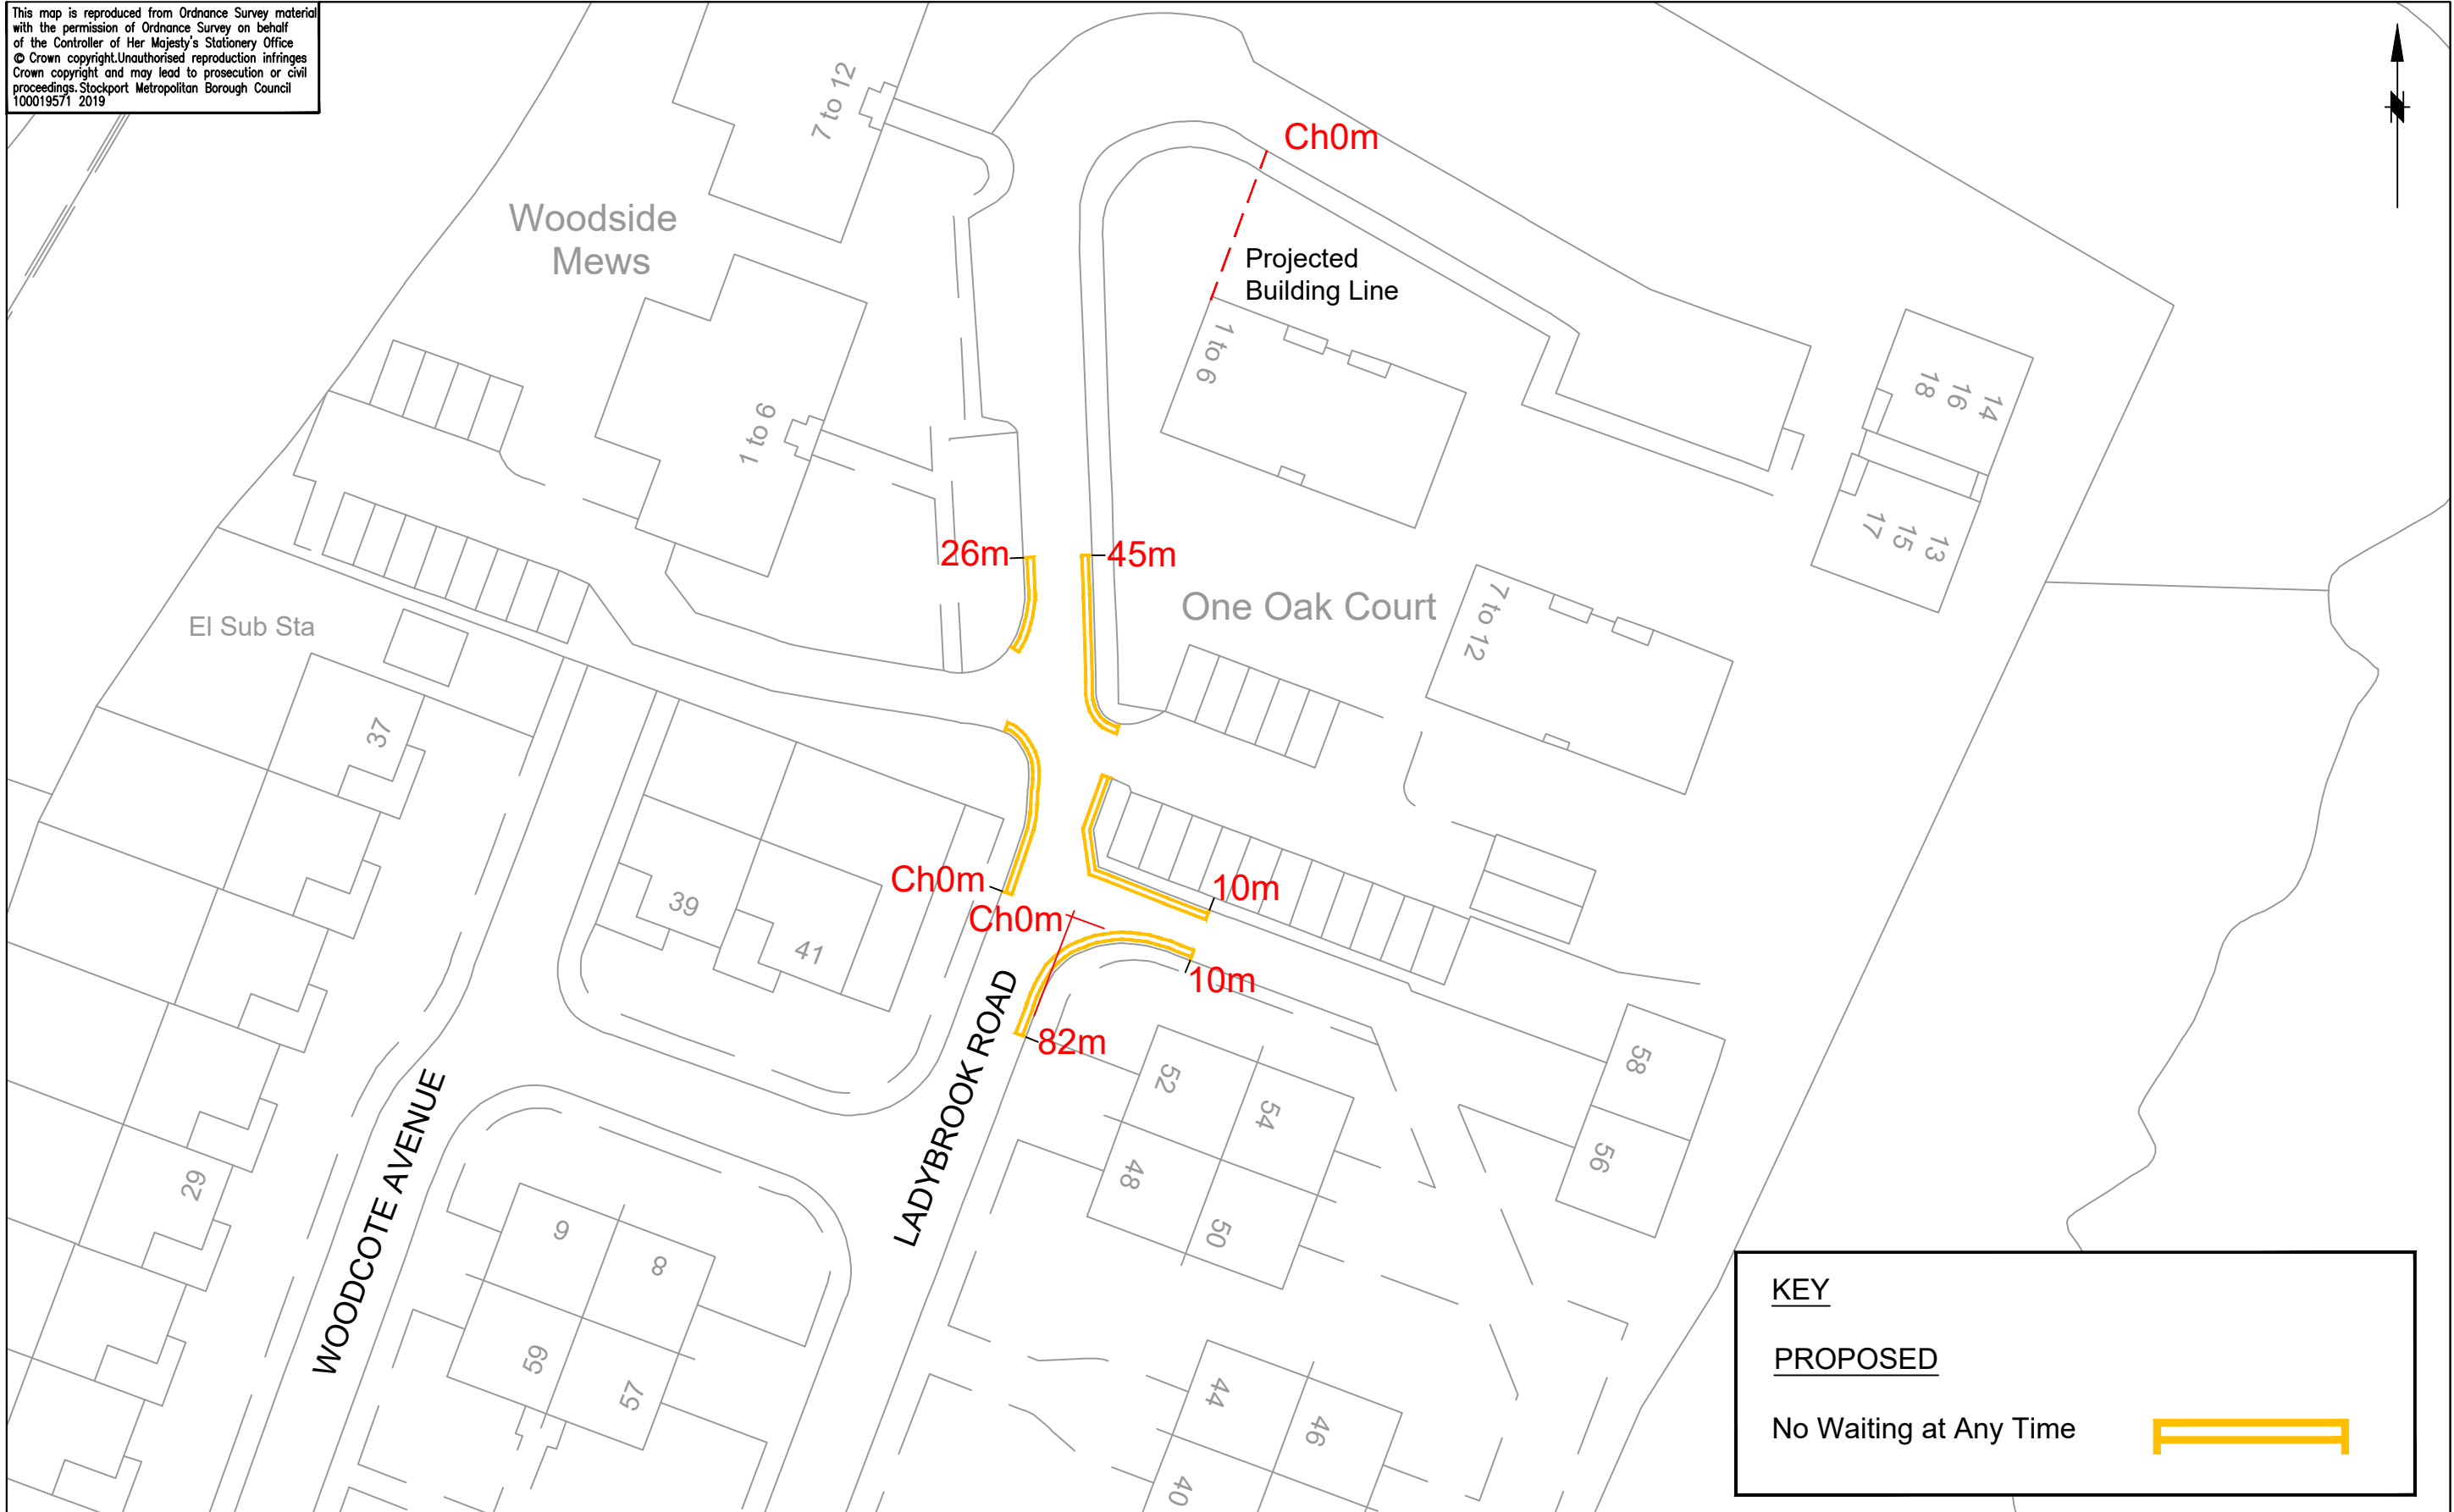 This map is reproduced from Ordnance Survey material
with the permission of Ordnance Survey on behalf
of the Controller of Her Majesty's Stationery Office
© Crown copyright.Unauthorised reproduction infringes
Crown copyright and may lead to prosecution or civil
proceedings. Stockport Metropolitan Borough Council
100019571 2019
7 to 12
Ch0m
Woodside
Mews
Projected
Building Line
1 to 6
1 to 6
14
16
18
13
15
17
26m
45m
One Oak Court
7 to 12
El Sub Sta
37
Ch0m
10m
39
Ch0m
41
10m
82m
LADYBROOK ROAD
52
54
58
56
48
50
WOODCOTE AVENUE
29
9
8
59
57
44
46
40
KEY
PROPOSED
No Waiting at Any Time
N